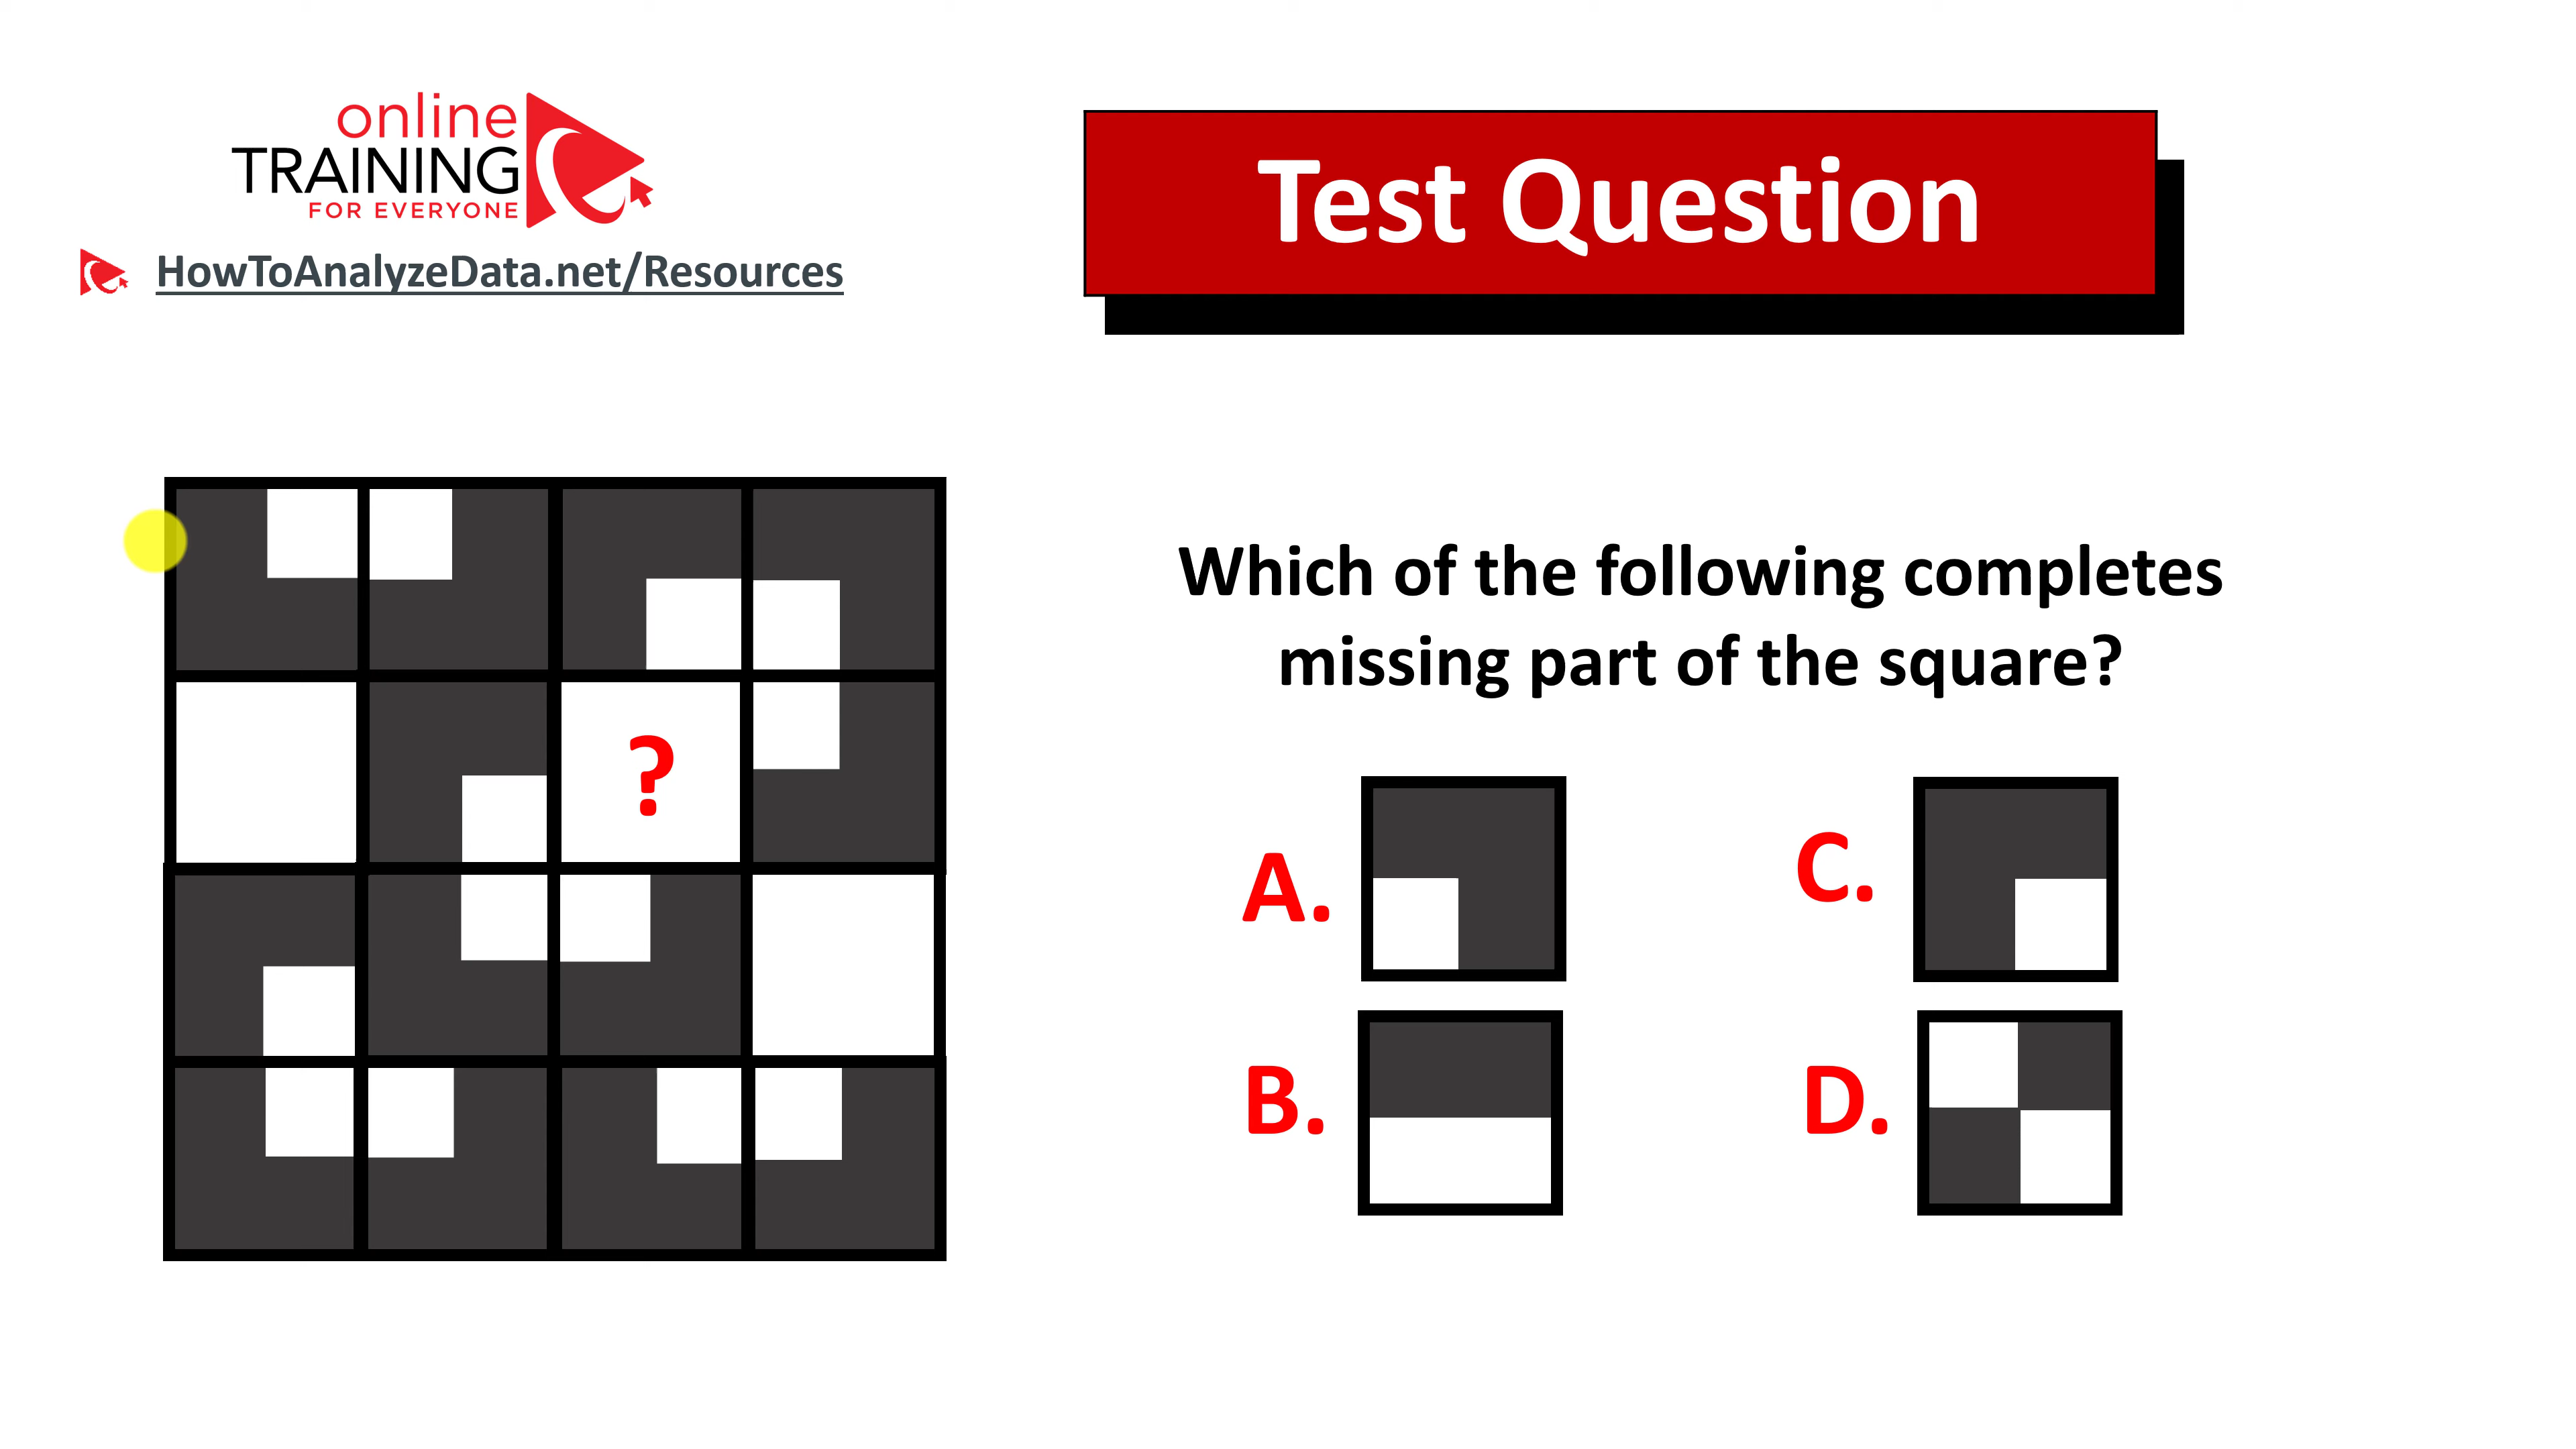 online
TRAINING
FOR EVERYONE
HowToAnalyzeData.net/Resources
Test Question
?
Which of the following completes
missing part of the square?
A.
C.
B.
D.